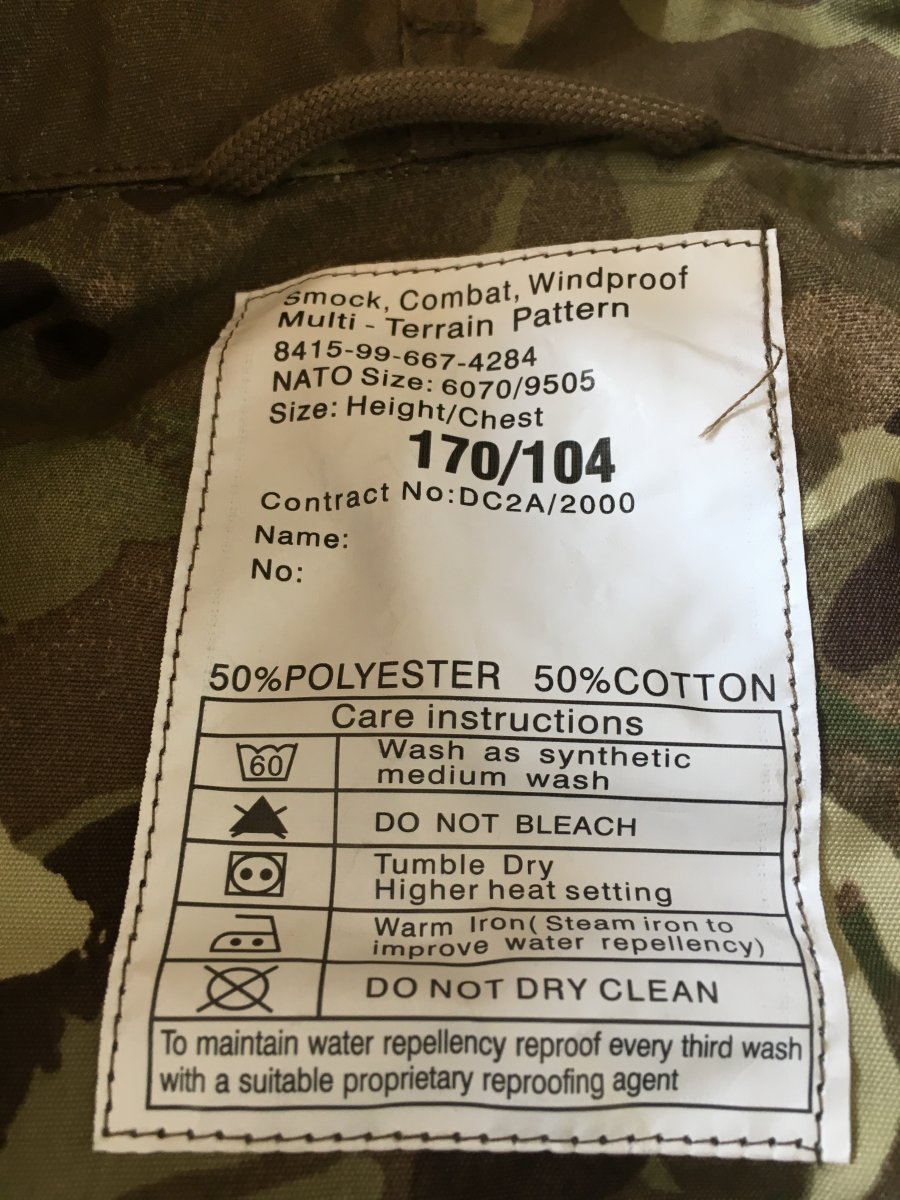 Smock, Combat, Windproof
Multi - Terrain Pattern
8415-99-667-4284
NATO Size: 6070/9505
Size: Height/Chest
170/104
Contract No:DC2A/2000
Name:
No:
50%POLYESTER 50%COTTON
Care instructions
60
Wash as synthetic
medium wash
DO NOT BLEACH
Tumble Dry
Higher heat setting
Warm Iron( Steam iron to
improve water repellency)
DO NOT DRY CLEAN
To maintain water repellency reproof every third wash
with a suitable proprietary reproofing agent